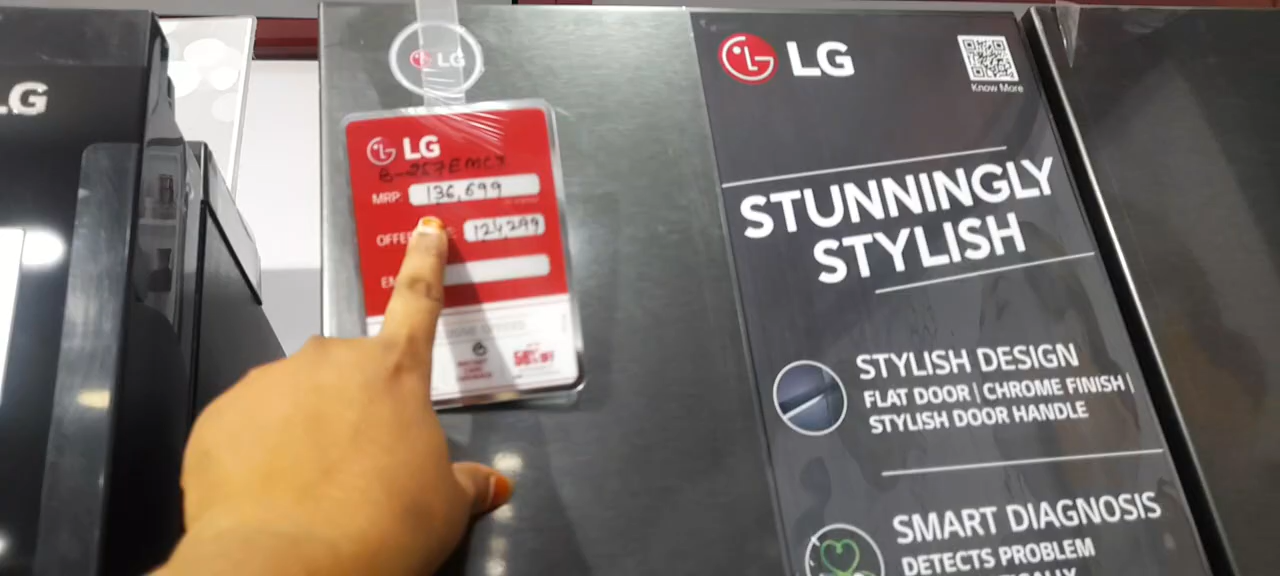 LG
LG
LG
MRP: 136,699
OFFE 124299
LG
Know More
STUNNINGLY
STYLISH
STYLISH DESIGN
FLAT DOOR | CHROME FINISH |
STYLISH DOOR HANDLE
SMART DIAGNOSIS
DETECTS PROBLEM